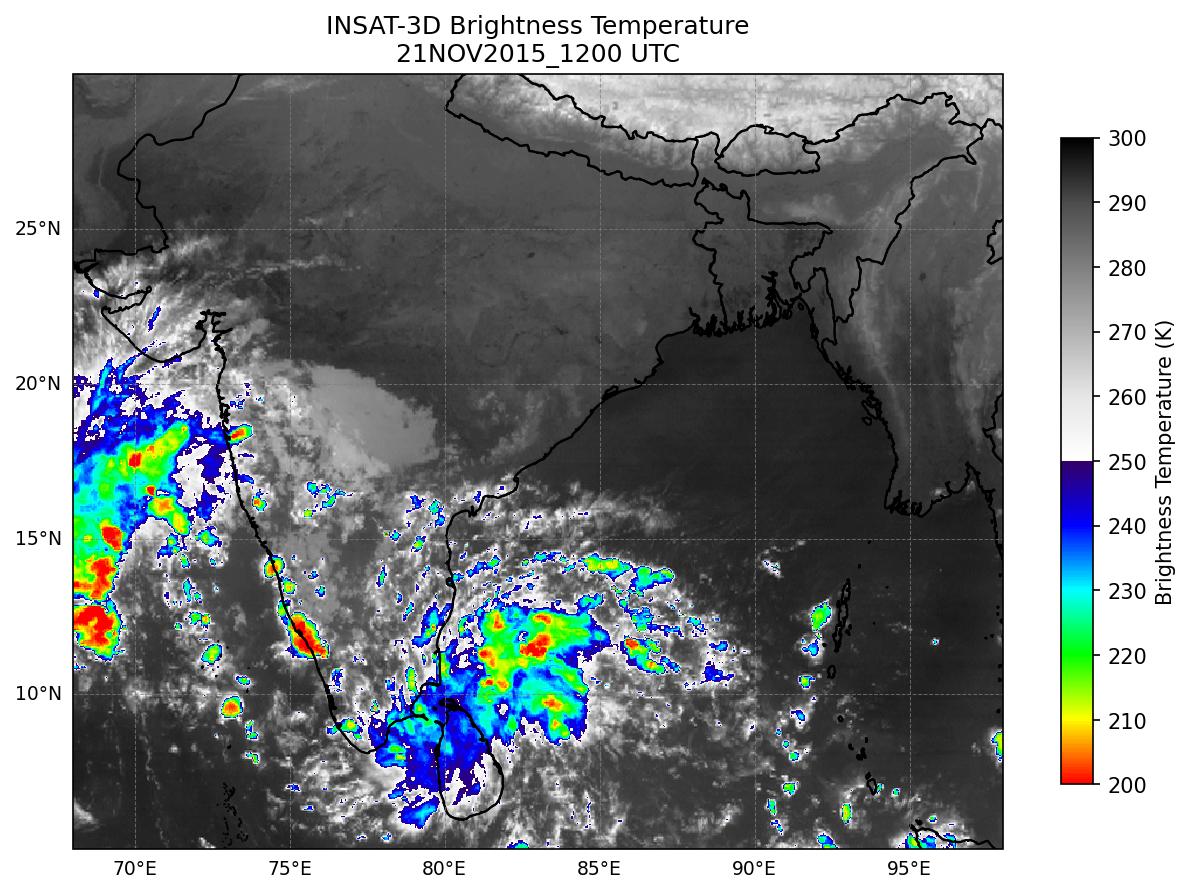 INSAT-3D Brightness Temperature
21NOV2015_1200 UTC
25°N
20°N
15°N
10°N
70°E
75°E
80°E
85°E
90°E
95°E
300
290
280
270
260
250
240
230
220
210
200
Brightness Temperature (K)